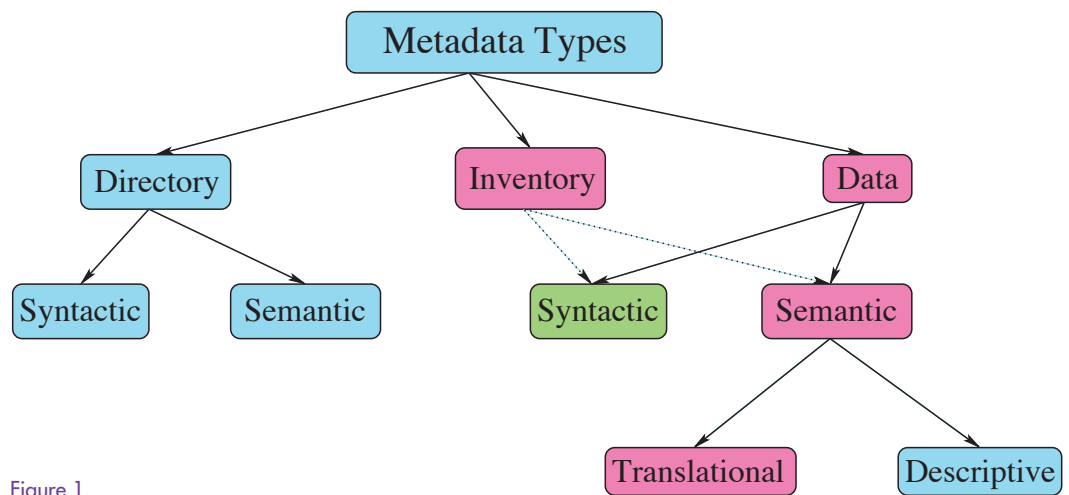 Metadata Types
Directory
Inventory
Data
Syntactic
Semantic
Syntactic
Semantic
Translational
Descriptive
Figure 1